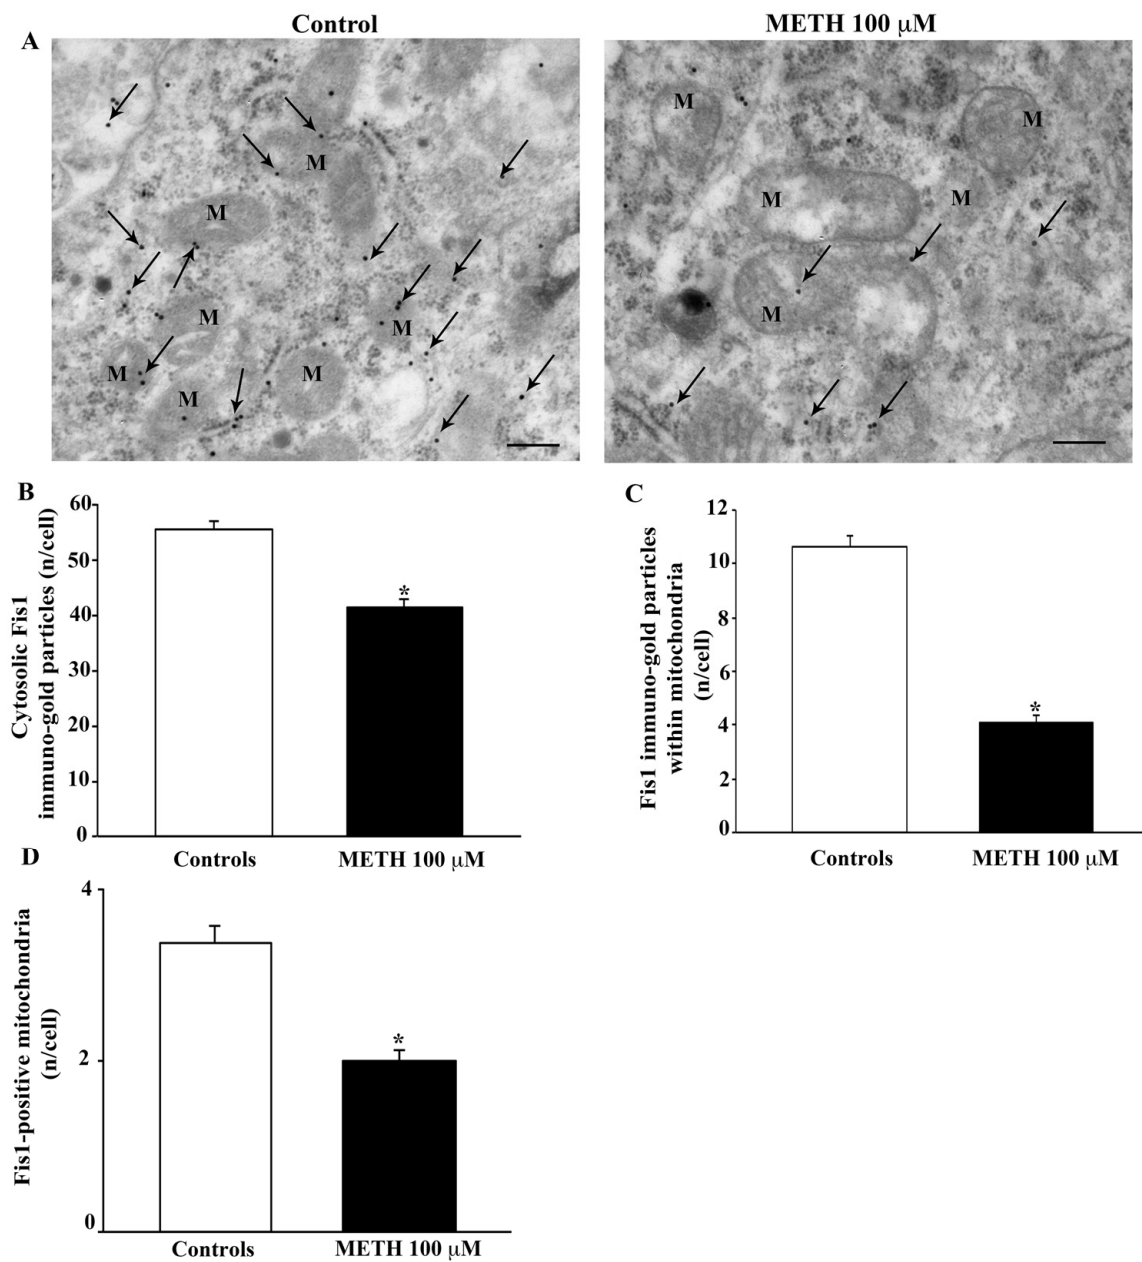 A
Control
METH 100 μM
M
M
M
M
M
M
M
M
M
M
M
M
M
B
60
50
40
30
20
10
0
Cytosolic Fis1
immuno-gold particles (n/cell)
*
Controls
METH 100 μM
C
12
10
8
6
4
2
0
Fis1 immuno-gold particles
within mitochondria
(n/cell)
*
Controls
METH 100 μM
D
4
2
0
Fis1-positive mitochondria
(n/cell)
*
Controls
METH 100 μM